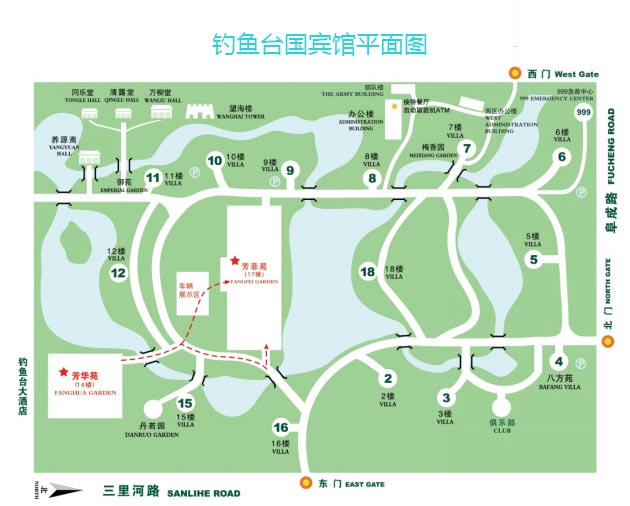 钓鱼台国宾馆平面图
西 门 West Gate
同乐堂
TONGLE HALL
清露堂
QINGLU HALL
万柳堂
WANLIU HALL
望海楼
WANGHAI TOWER
养源斋
YANGYUAN
HALL
御苑
EMPERIAL GARDEN
部队楼
THE ARMY BUILDING
办公楼
ADMINISTRATION
BUILDING
接待餐厅
自动取款机ATM
西区办公楼
WEST
ADMINISTRATION
BUILDING
999急救中心
999 EMERGENCY CENTER
999
阜成路 FUCHENG ROAD
7楼
VILLA
7
梅香园
MEIXIANG GARDEN
6楼
VILLA
6
11
11楼
VILLA
P
10
10楼
VILLA
9楼
VILLA
9
8楼
VILLA
8
P
P
12楼
VILLA
12
芳菲苑
(17楼)
FANGFEI GARDEN
车辆
展示区
18
18楼
VILLA
5楼
VILLA
5
北 门 NORTH GATE
钓鱼台大酒店
芳华苑
(14楼)
FANGHUA GARDEN
15
15楼
VILLA
丹若园
DANRUO GARDEN
16
16楼
VILLA
2
2楼
VILLA
3
3楼
VILLA
俱乐部
CLUB
4
P
八方苑
BAFANG VILLA
北
NORTH
三里河路 SANLIHE ROAD
东 门 EAST GATE